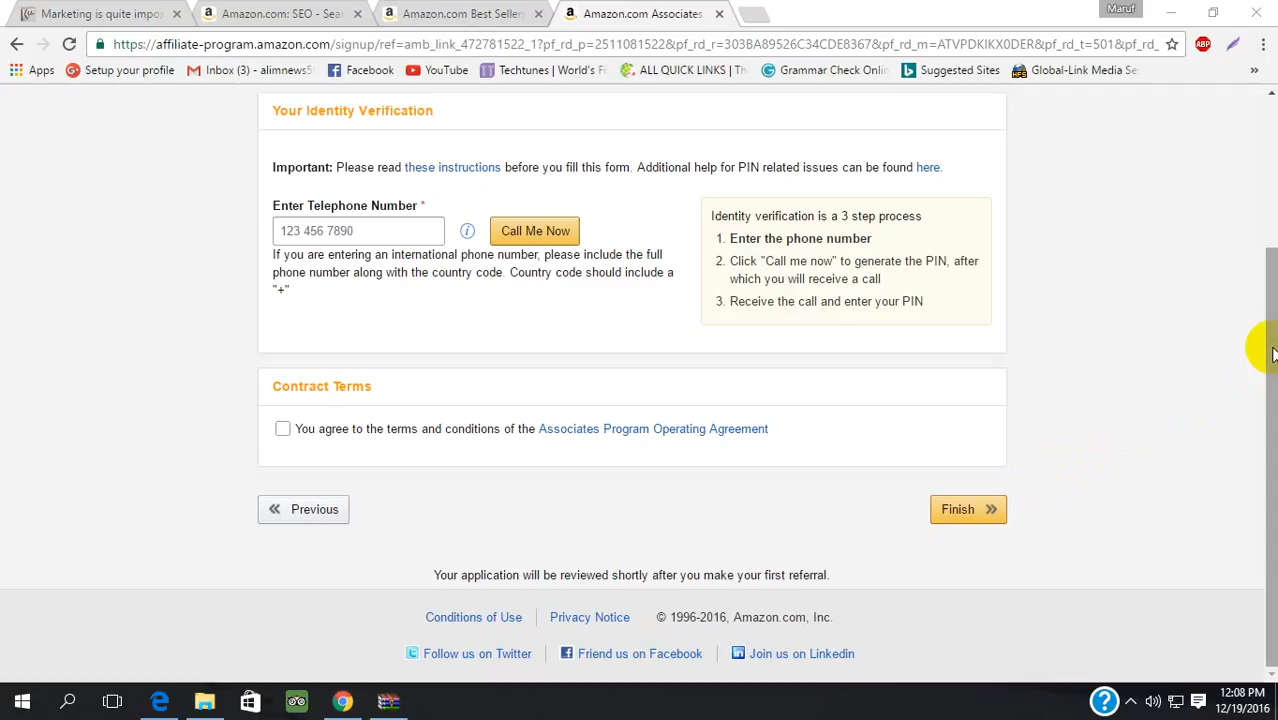 Marketing is quite impo
Amazon.com: SEO - Sea
Amazon.com Best Seller
Amazon.com Associates
Maruf
https://affiliate-program.amazon.com/signup/ref=amb_link_472781522_1?pf_rd_p=2511081522&pf_rd_r=303BA89526C34CDE8367&pf_rd_m=ATVPDKIKX0DER&pf_rd_t=501&pf_rd_
ABP
Apps
Setup your profile
Inbox (3) - alimnews@
Facebook
YouTube
Techtunes | World's Fi
ALL QUICK LINKS | Th
Grammar Check Onli
Suggested Sites
Global-Link Media Se
Your Identity Verification
Important: Please read these instructions before you fill this form. Additional help for PIN related issues can be found here.
Enter Telephone Number *
123 456 7890
Call Me Now
If you are entering an international phone number, please include the full
phone number along with the country code. Country code should include a
"+"
Identity verification is a 3 step process
1. Enter the phone number
2. Click "Call me now" to generate the PIN, after
which you will receive a call
3. Receive the call and enter your PIN
Contract Terms
You agree to the terms and conditions of the Associates Program Operating Agreement
Previous
Finish
Your application will be reviewed shortly after you make your first referral.
Conditions of Use
Privacy Notice
© 1996-2016, Amazon.com, Inc.
Follow us on Twitter
Friend us on Facebook
Join us on Linkedin
12:08 PM
12/19/2016